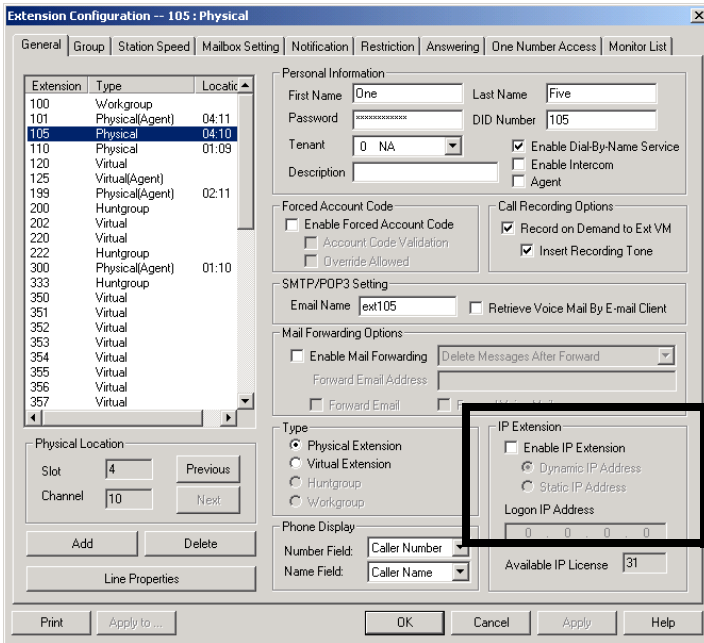 Extension Configuration -- 105 : Physical
General Group Station Speed Mailbox Setting Notification Restriction Answering One Number Access Monitor List
Extension Type Locatic
100 Workgroup
101 Physical(Agent) 04:11
105 Physical 04:10
110 Physical 01:09
120 Virtual
125 Virtual(Agent)
199 Physical(Agent) 02:11
200 Huntgroup
202 Virtual
220 Virtual
222 Huntgroup
300 Physical(Agent) 01:10
333 Huntgroup
350 Virtual
351 Virtual
352 Virtual
353 Virtual
354 Virtual
355 Virtual
356 Virtual
357 Virtual
Physical Location
Slot 4 Previous
Channel 10 Next
Add Delete
Line Properties
Personal Information
First Name One Last Name Five
Password xxxxxxxxxxxx DID Number 105
Tenant 0 NA Enable Dial-By-Name Service
Description Enable Intercom
Agent
Forced Account Code
Enable Forced Account Code
Account Code Validation
Override Allowed
Call Recording Options
Record on Demand to Ext VM
Insert Recording Tone
SMTP/POP3 Setting
Email Name ext105 Retrieve Voice Mail By E-mail Client
Mail Forwarding Options
Enable Mail Forwarding Delete Messages After Forward
Forward Email Address
Forward Email
Type
Physical Extension
Virtual Extension
Huntgroup
Workgroup
Phone Display
Number Field: Caller Number
Name Field: Caller Name
IP Extension
Enable IP Extension
Dynamic IP Address
Static IP Address
Logon IP Address
0 . 0 . 0 . 0
Available IP License 31
Print Apply to ... OK Cancel Apply Help